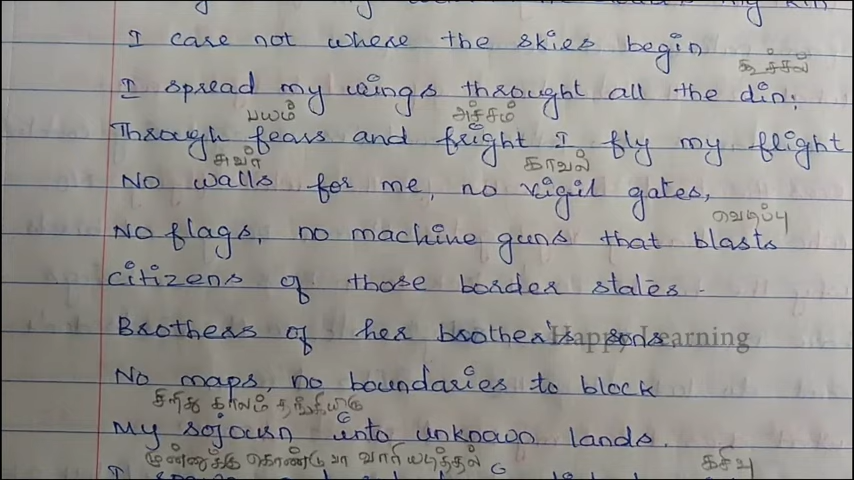 I care not where the skies begin
கூச்சல்
I spread my wings throught all the din;
பயம் அச்சம்
Through fears and fright I fly my flight
சுவர் காவல்
No walls for me, no vigil gates,
வெடிப்பு
No flags, no machine guns that blasts
citizens of those border states.
Brothers of her brother's sons.
Happy Learning
No maps, no boundaries to block
சிறிது காலம் தங்கியிரு
My sojourn into unknown lands.
கசிவு